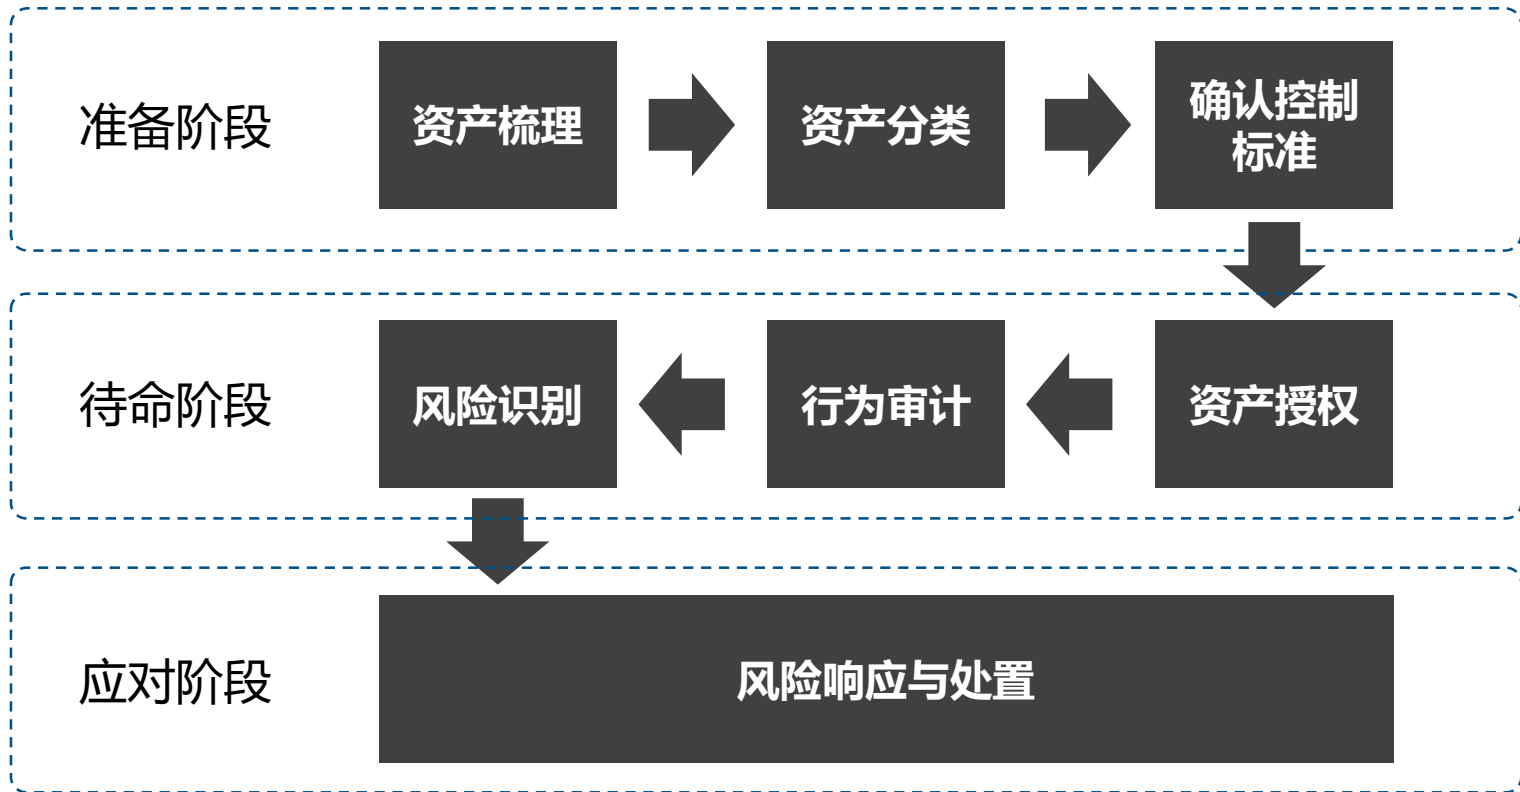 准备阶段
资产梳理
资产分类
确认控制
标准
待命阶段
风险识别
行为审计
资产授权
应对阶段
风险响应与处置